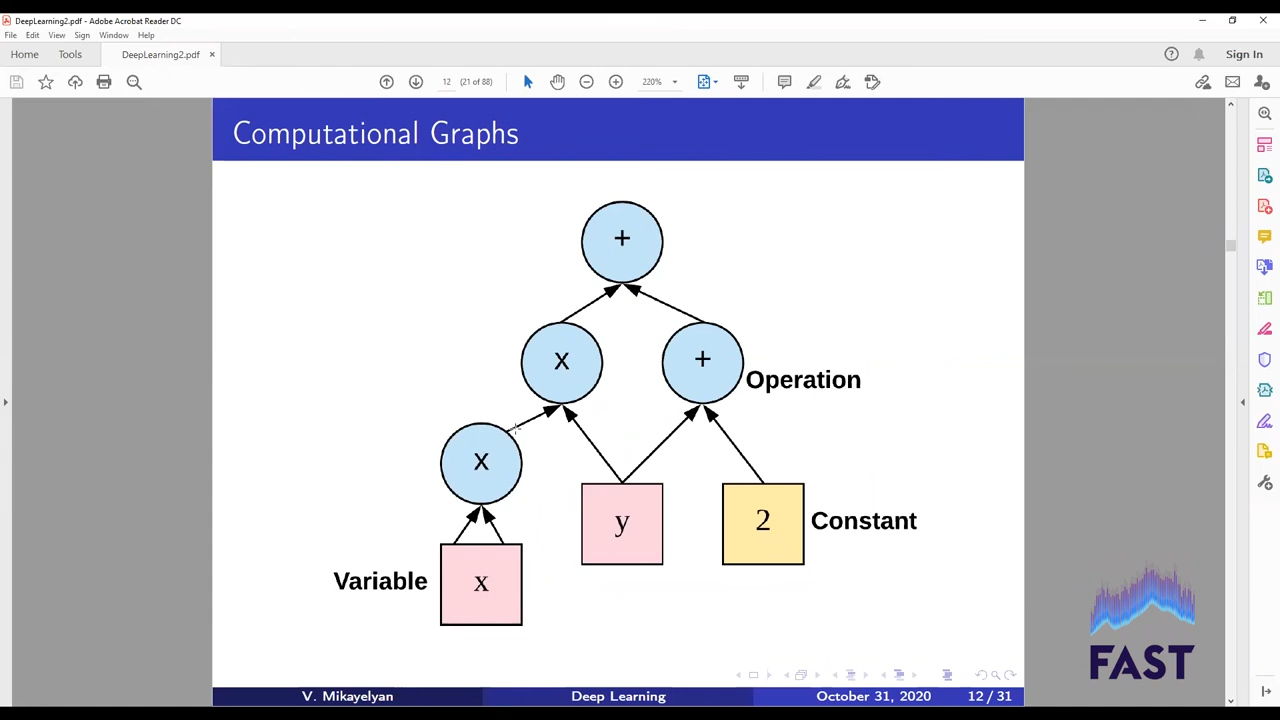 DeepLearning2.pdf - Adobe Acrobat Reader DC
File Edit View Sign Window Help
Home Tools DeepLearning2.pdf × Sign In
12 (21 of 88) 220%
Computational Graphs
+
x +
Operation
x
y 2 Constant
Variable x
FAST
V. Mikayelyan Deep Learning October 31, 2020 12 / 31